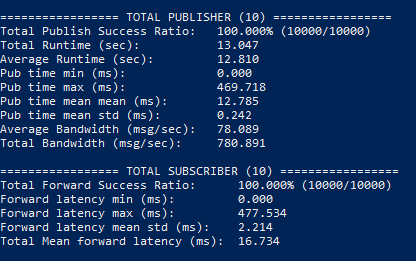 ================= TOTAL PUBLISHER (10) =================
Total Publish Success Ratio:   100.000% (10000/10000)
Total Runtime (sec):           13.047
Average Runtime (sec):         12.810
Pub time min (ms):             0.000
Pub time max (ms):             469.718
Pub time mean mean (ms):       12.785
Pub time mean std (ms):        0.242
Average Bandwidth (msg/sec):   78.089
Total Bandwidth (msg/sec):     780.891
================= TOTAL SUBSCRIBER (10) =================
Total Forward Success Ratio:      100.000% (10000/10000)
Forward latency min (ms):         0.000
Forward latency max (ms):         477.534
Forward latency mean std (ms):    2.214
Total Mean forward latency (ms):  16.734